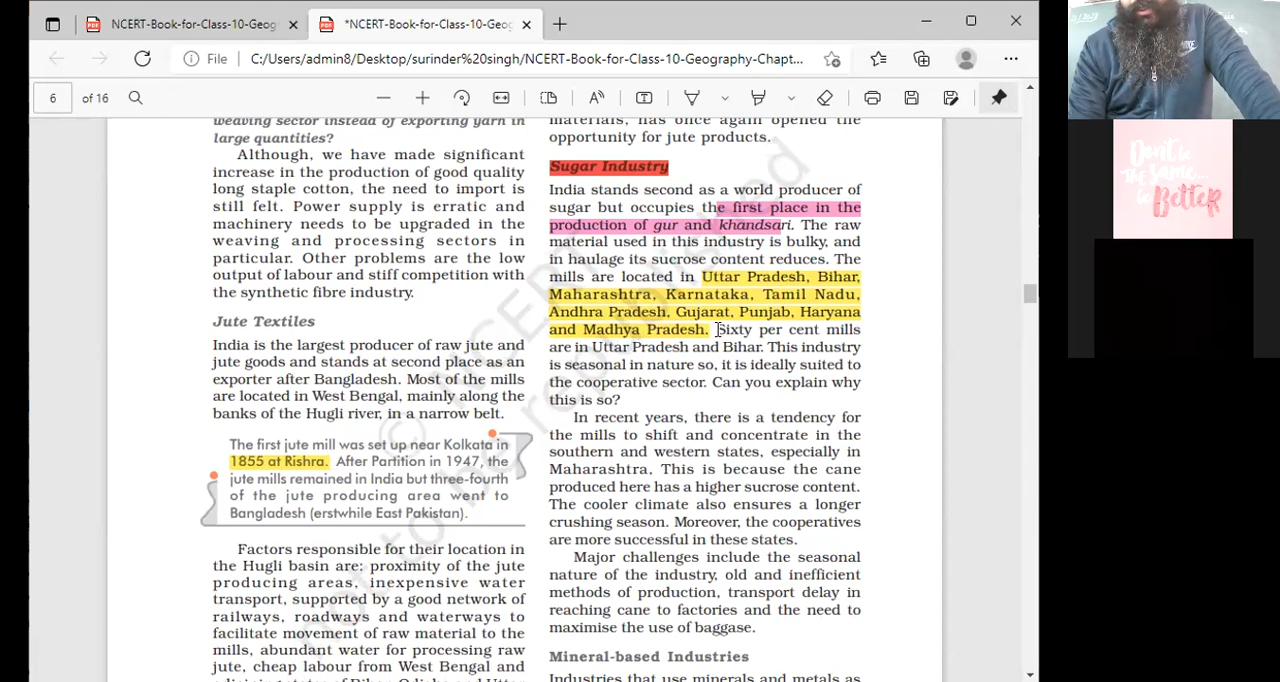 NCERT-Book-for-Class-10-Geog
*NCERT-Book-for-Class-10-Geog
File
C:/Users/admin8/Desktop/surinder%20singh/NCERT-Book-for-Class-10-Geography-Chapt...
6 of 16
weaving sector instead of exporting yarn in
large quantities?
Although, we have made significant
increase in the production of good quality
long staple cotton, the need to import is
still felt. Power supply is erratic and
machinery needs to be upgraded in the
weaving and processing sectors in
particular. Other problems are the low
output of labour and stiff competition with
the synthetic fibre industry.
Jute Textiles
India is the largest producer of raw jute and
jute goods and stands at second place as an
exporter after Bangladesh. Most of the mills
are located in West Bengal, mainly along the
banks of the Hugli river, in a narrow belt.
The first jute mill was set up near Kolkata in
1855 at Rishra. After Partition in 1947, the
jute mills remained in India but three-fourth
of the jute producing area went to
Bangladesh (erstwhile East Pakistan).
Factors responsible for their location in
the Hugli basin are: proximity of the jute
producing areas, inexpensive water
transport, supported by a good network of
railways, roadways and waterways to
facilitate movement of raw material to the
mills, abundant water for processing raw
jute, cheap labour from West Bengal and
materials, has once again opened the
opportunity for jute products.
Sugar Industry
India stands second as a world producer of
sugar but occupies the first place in the
production of gur and khandsari. The raw
material used in this industry is bulky, and
in haulage its sucrose content reduces. The
mills are located in Uttar Pradesh, Bihar,
Maharashtra, Karnataka, Tamil Nadu,
Andhra Pradesh, Gujarat, Punjab, Haryana
and Madhya Pradesh. Sixty per cent mills
are in Uttar Pradesh and Bihar. This industry
is seasonal in nature so, it is ideally suited to
the cooperative sector. Can you explain why
this is so?
In recent years, there is a tendency for
the mills to shift and concentrate in the
southern and western states, especially in
Maharashtra, This is because the cane
produced here has a higher sucrose content.
The cooler climate also ensures a longer
crushing season. Moreover, the cooperatives
are more successful in these states.
Major challenges include the seasonal
nature of the industry, old and inefficient
methods of production, transport delay in
reaching cane to factories and the need to
maximise the use of baggase.
Mineral-based Industries
Industries that use minerals and metals as
© NCERT
not to be republished
Don't be
the same...
be
Better